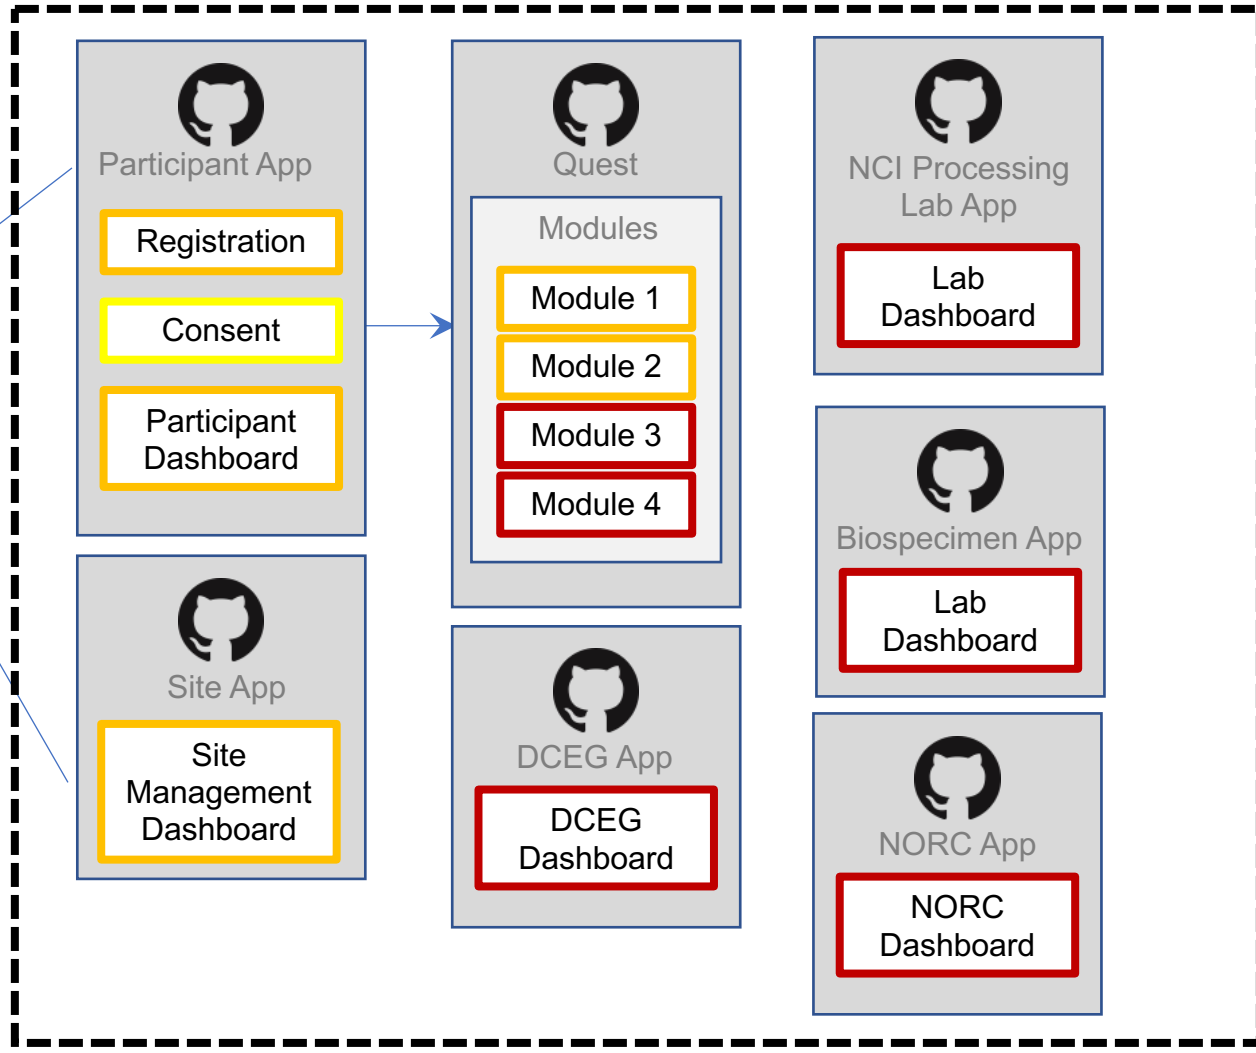 Participant App
Registration
Consent
Participant
Dashboard
Site App
Site
Management
Dashboard
Quest
Modules
Module 1
Module 2
Module 3
Module 4
DCEG App
DCEG
Dashboard
NCI Processing
Lab App
Lab
Dashboard
Biospecimen App
Lab
Dashboard
NORC App
NORC
Dashboard